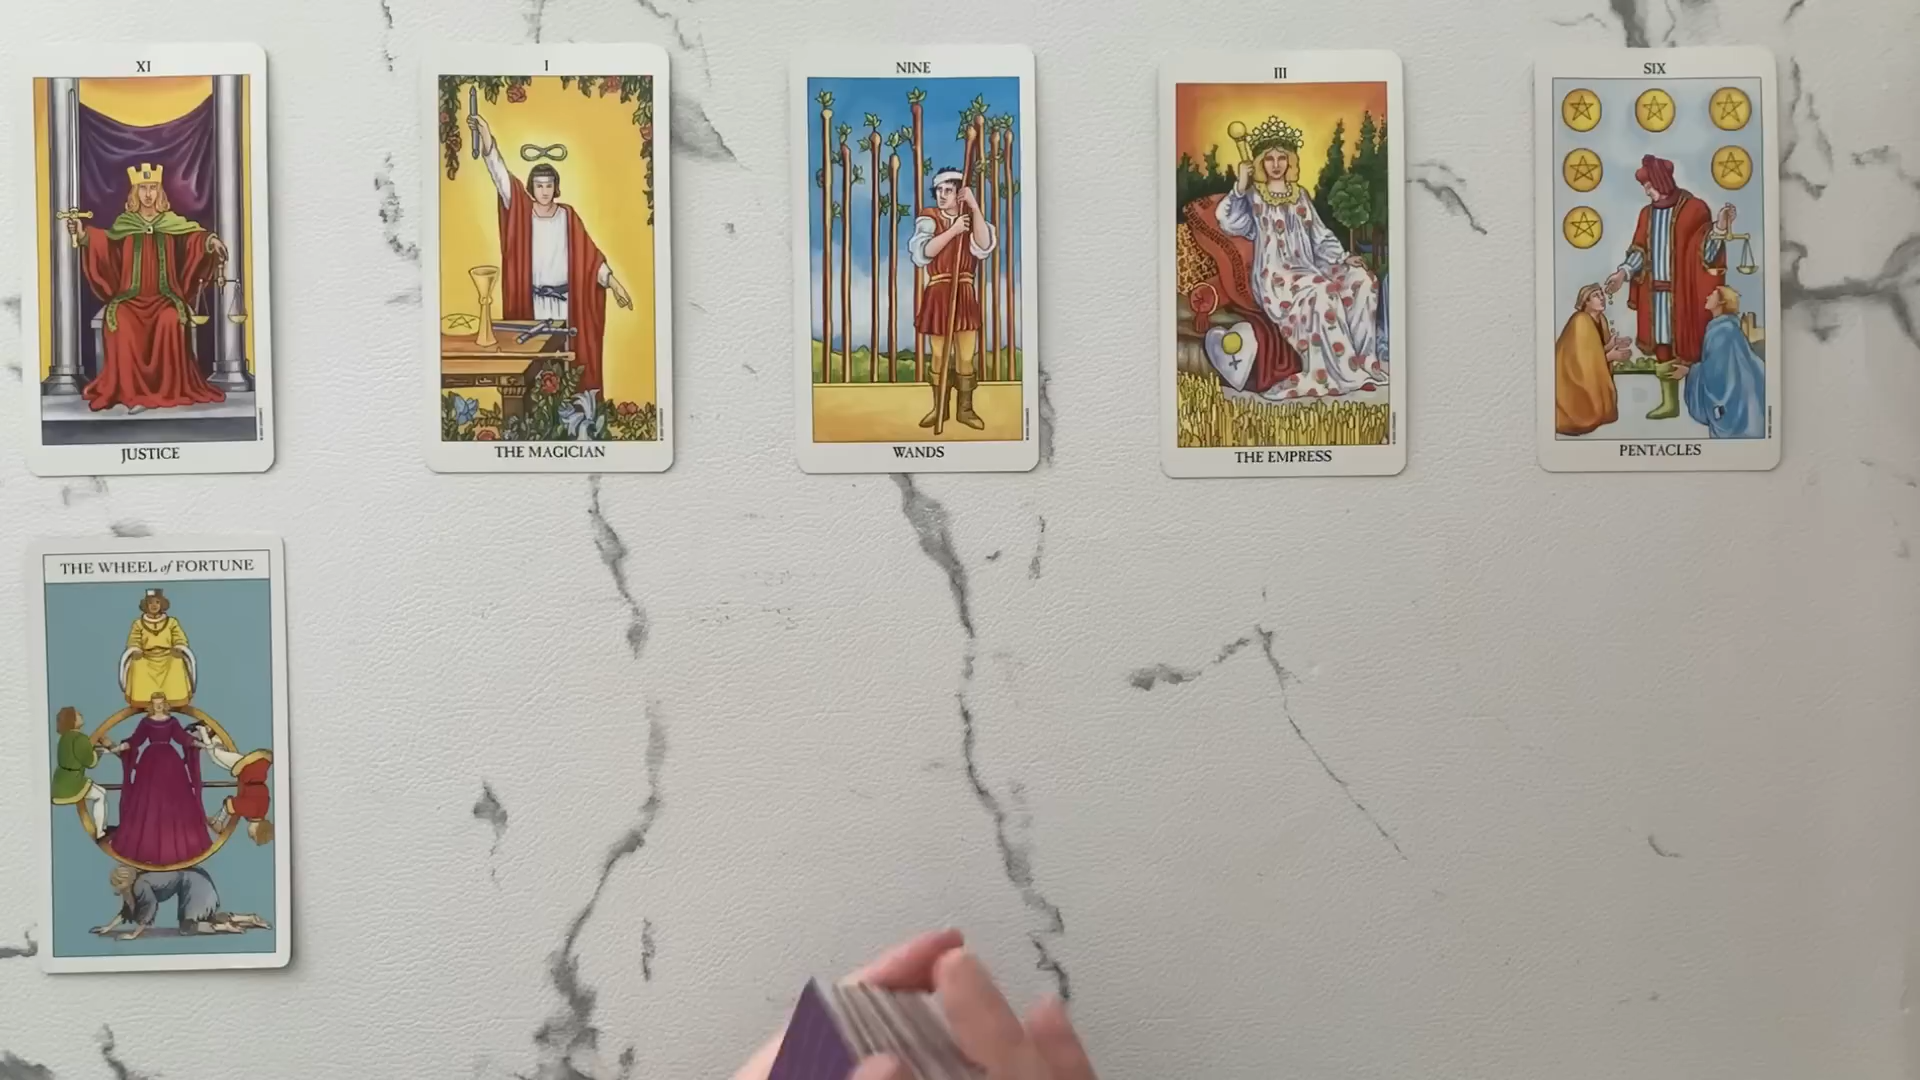 XI
JUSTICE
I
THE MAGICIAN
NINE
WANDS
III
THE EMPRESS
SIX
PENTACLES
THE WHEEL of FORTUNE